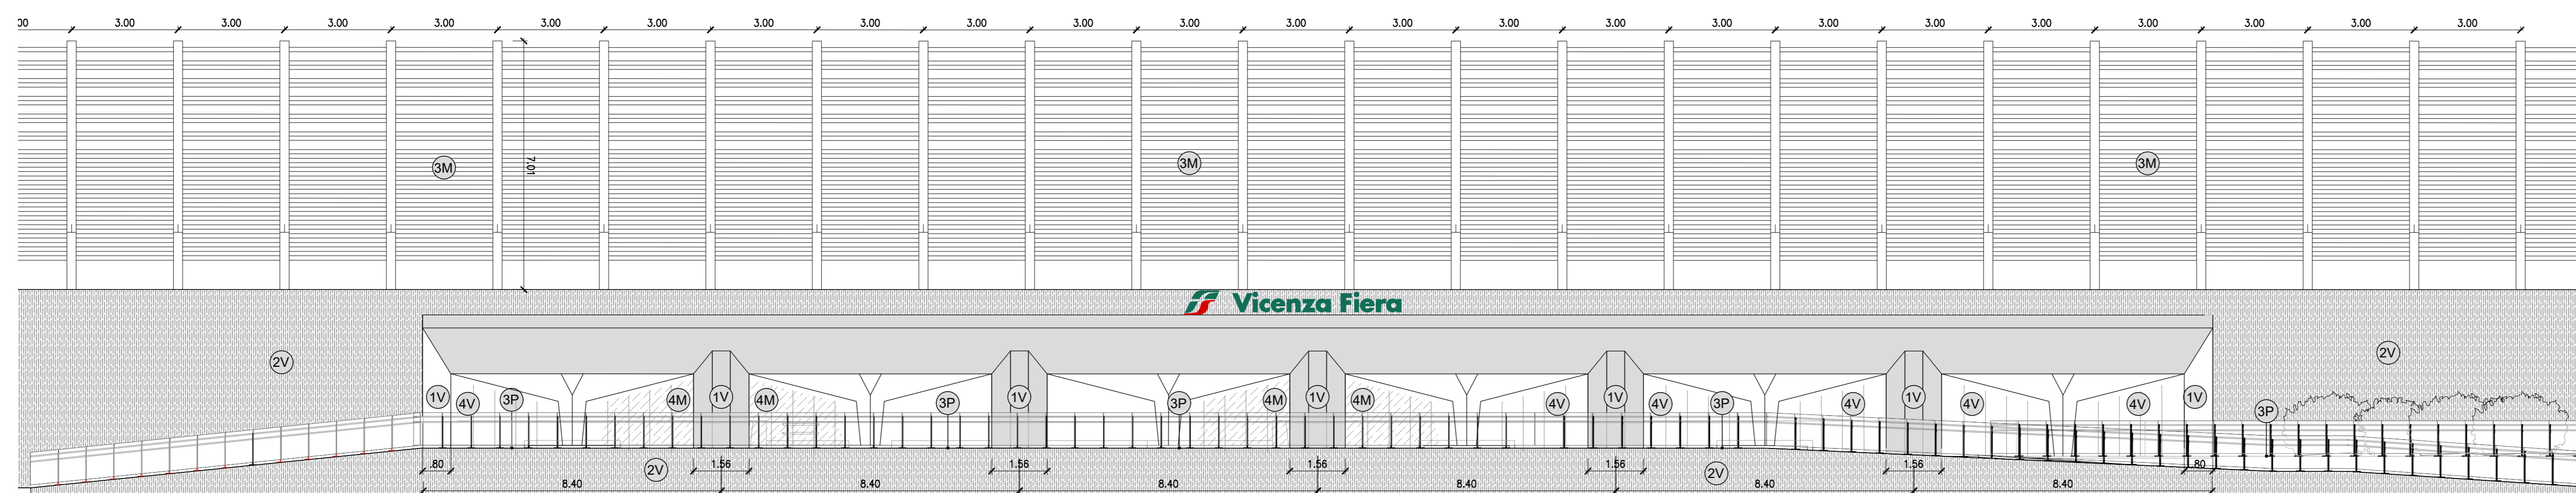 00 3.00 3.00 3.00 3.00 3.00 3.00 3.00 3.00 3.00 3.00 3.00 3.00 3.00 3.00 3.00 3.00 3.00 3.00 3.00 3.00 3.00 3.00 3.00
7.01
3M 3M 3M
Vicenza Fiera
2V 2V
1V 4V 3P 4M 1V 4M 3P 1V 3P 4M 1V 4M 4V 1V 4V 3P 4V 1V 4V 4V 1V 3P
.80 2V 1.56 1.56 1.56 1.56 2V 1.56 .80
8.40 8.40 8.40 8.40 8.40 8.40